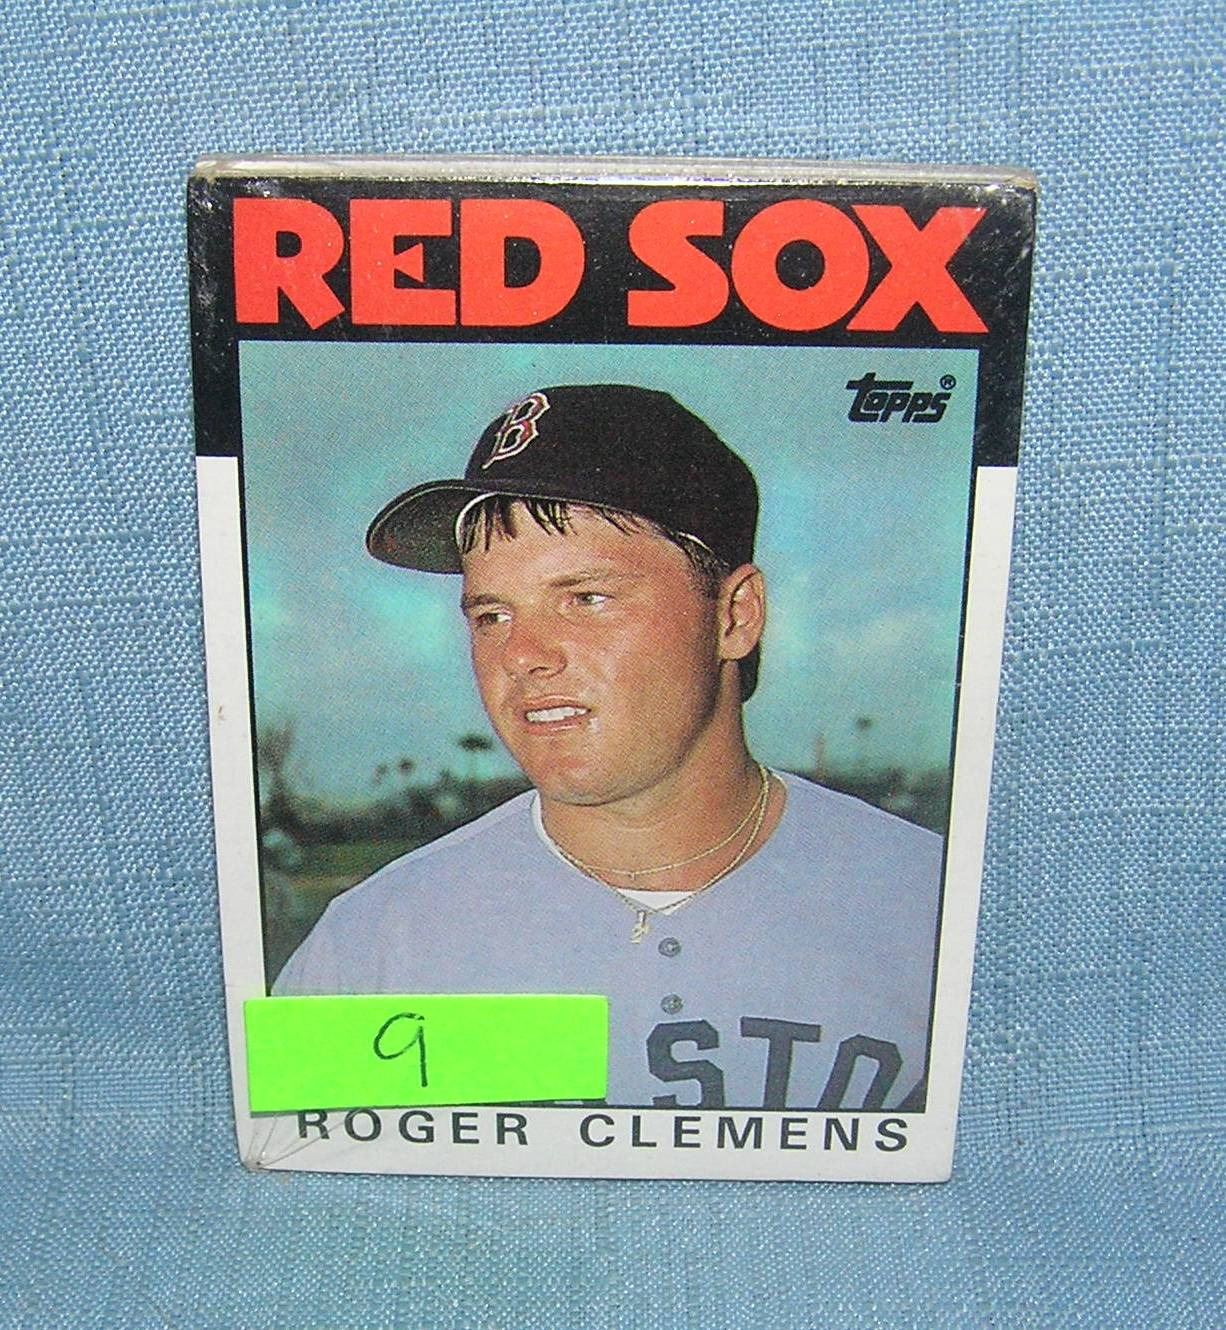 RED SOX
topps®
B
9
STO
ROGER CLEMENS